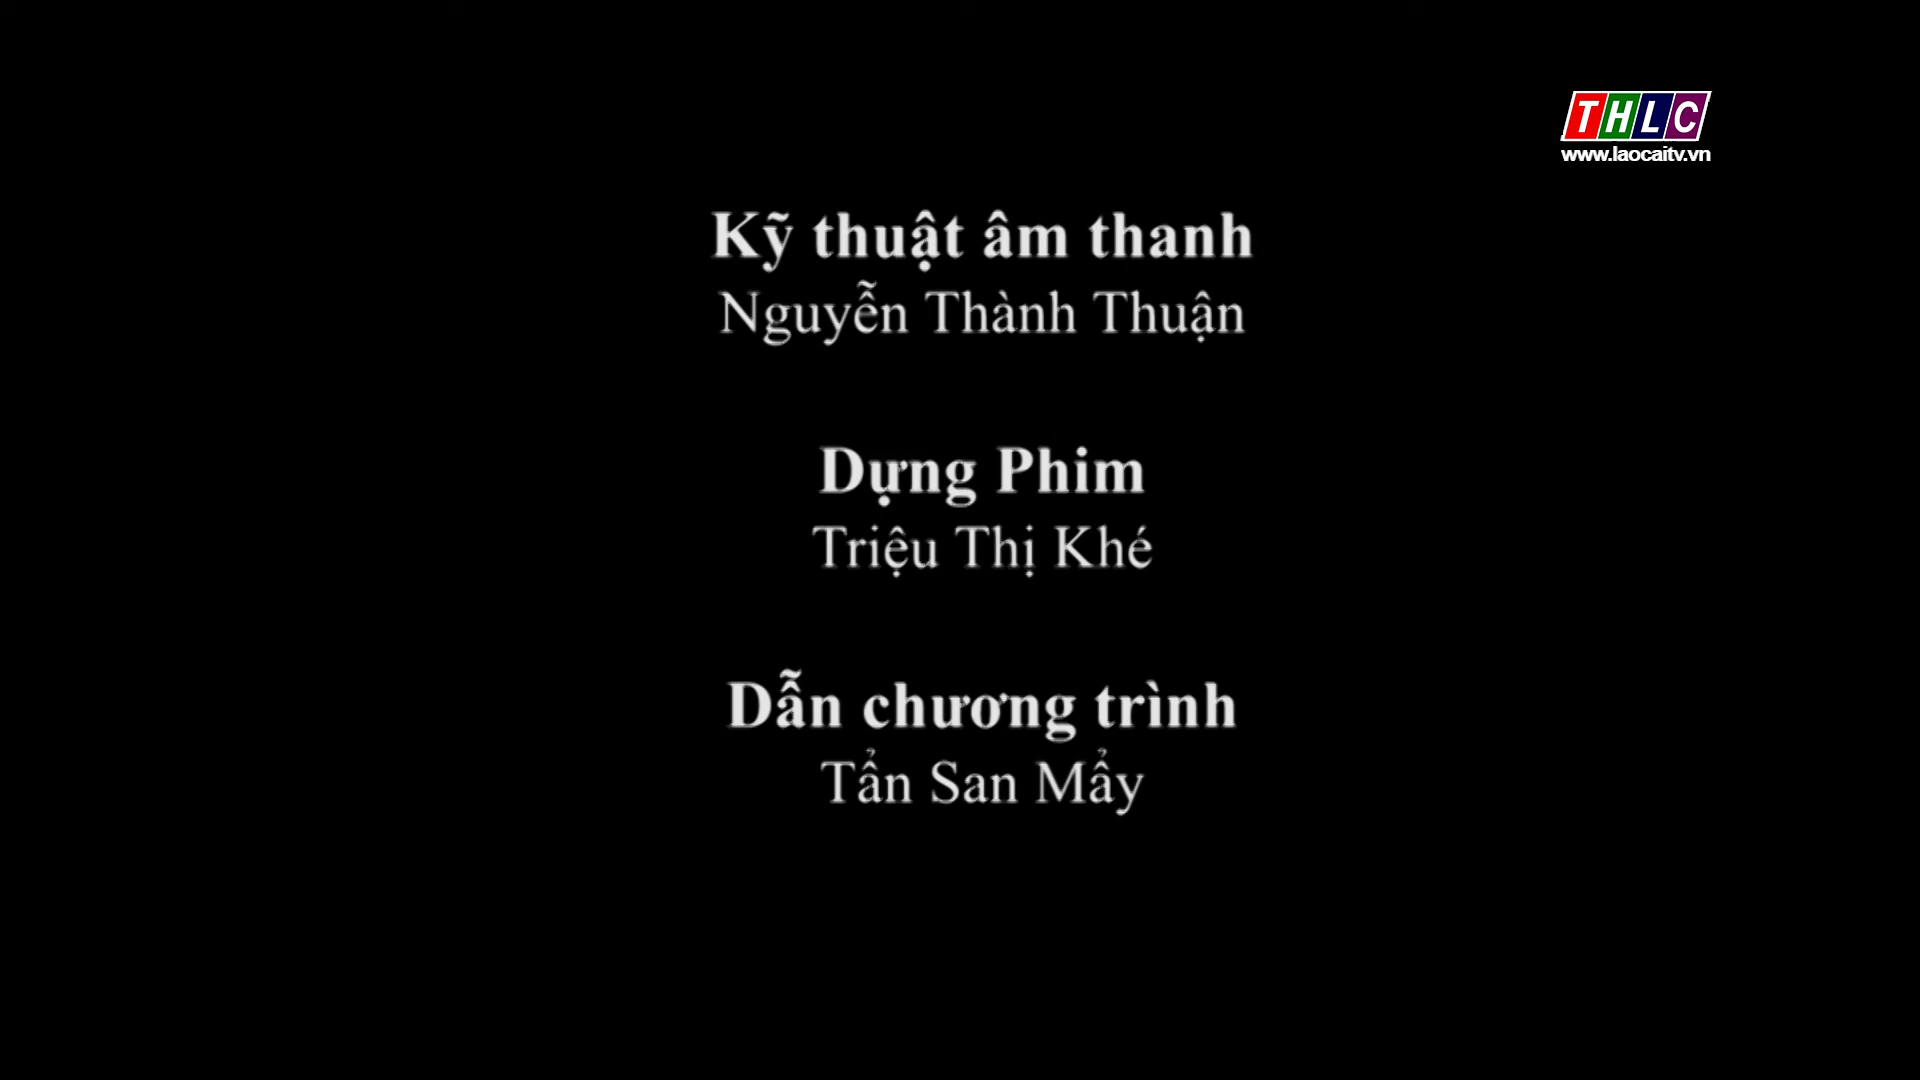 THLC
www.laocaitv.vn
Kỹ thuật âm thanh
Nguyễn Thành Thuận
Dựng Phim
Triệu Thị Khé
Dẫn chương trình
Tẩn San Mẩy